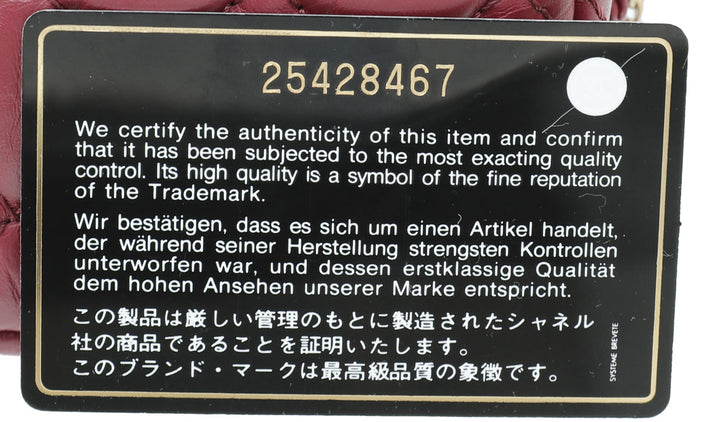 25428467
We certify the authenticity of this item and confirm
that it has been subjected to the most exacting quality
control. Its high quality is a symbol of the fine reputation
of the Trademark.
Wir bestätigen, dass es sich um einen Artikel handelt,
der während seiner Herstellung strengsten Kontrollen
unterworfen war, und dessen erstklassige Qualität
dem hohen Ansehen unserer Marke entspricht.
この製品は厳しい管理のもとに製造されたシャネル
社の商品であることを証明いたします。
このブランド・マークは最高級品質の象徴です。
SYSTEME BREVETE